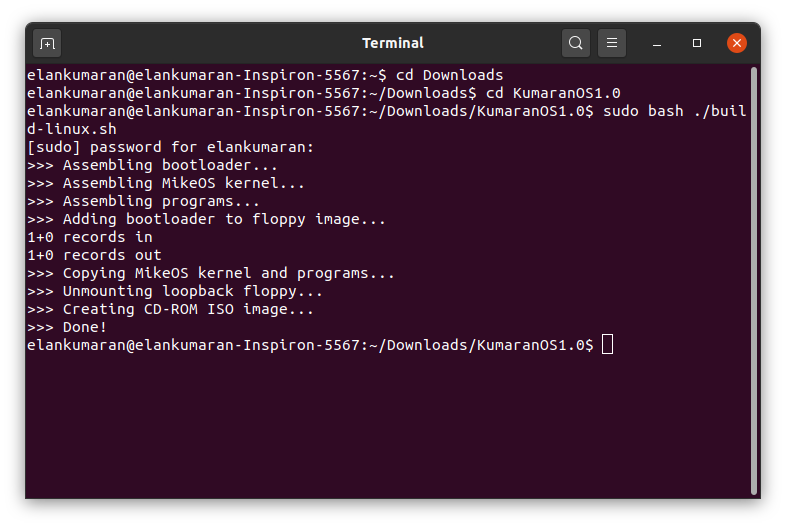 Terminal
elankumaran@elankumaran-Inspiron-5567:~$ cd Downloads
elankumaran@elankumaran-Inspiron-5567:~/Downloads$ cd KumaranOS1.0
elankumaran@elankumaran-Inspiron-5567:~/Downloads/KumaranOS1.0$ sudo bash ./buil
d-linux.sh
[sudo] password for elankumaran:
>>> Assembling bootloader...
>>> Assembling MikeOS kernel...
>>> Assembling programs...
>>> Adding bootloader to floppy image...
1+0 records in
1+0 records out
>>> Copying MikeOS kernel and programs...
>>> Unmounting loopback floppy...
>>> Creating CD-ROM ISO image...
>>> Done!
elankumaran@elankumaran-Inspiron-5567:~/Downloads/KumaranOS1.0$